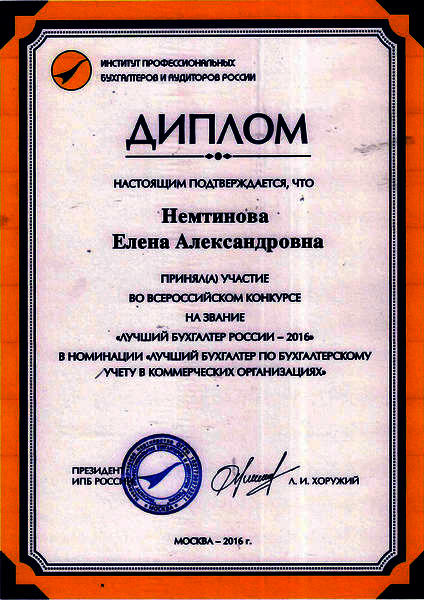 ИНСТИТУТ ПРОФЕССИОНАЛЬНЫХ
БУХГАЛТЕРОВ И АУДИТОРОВ РОССИИ
ДИПЛОМ
НАСТОЯЩИМ ПОДТВЕРЖДАЕТСЯ, ЧТО
Немтинова
Елена Александровна
ПРИНЯЛ(А) УЧАСТИЕ
ВО ВСЕРОССИЙСКОМ КОНКУРСЕ
НА ЗВАНИЕ
«ЛУЧШИЙ БУХГАЛТЕР РОССИИ – 2016»
В НОМИНАЦИИ «ЛУЧШИЙ БУХГАЛТЕР ПО БУХГАЛТЕРСКОМУ
УЧЕТУ В КОММЕРЧЕСКИХ ОРГАНИЗАЦИЯХ»
ПРЕЗИДЕНТ
ИПБ РОССИИ
Л. И. ХОРУЖИЙ
МОСКВА
МОСКВА – 2016 г.